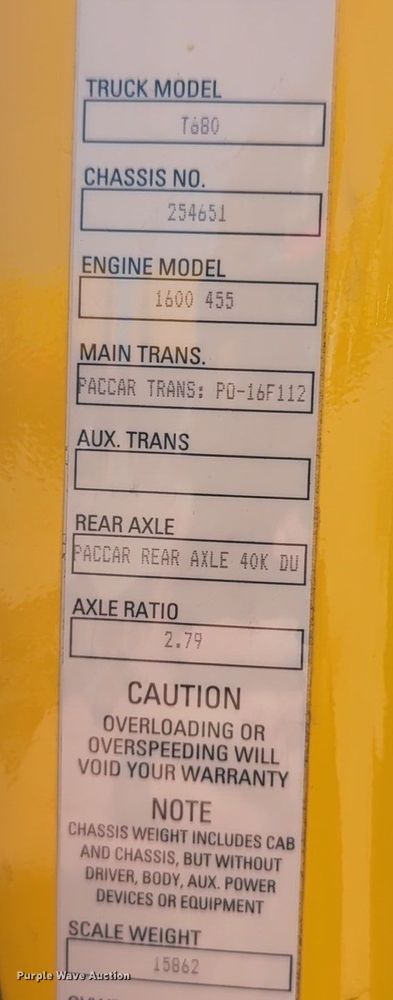 TRUCK MODEL
T680
CHASSIS NO.
254651
ENGINE MODEL
1600 455
MAIN TRANS.
PACCAR TRANS: PO-16F112
AUX. TRANS
REAR AXLE
PACCAR REAR AXLE 40K DU
AXLE RATIO
2.79
CAUTION
OVERLOADING OR
OVERSPEEDING WILL
VOID YOUR WARRANTY
NOTE
CHASSIS WEIGHT INCLUDES CAB
AND CHASSIS, BUT WITHOUT
DRIVER, BODY, AUX. POWER
DEVICES OR EQUIPMENT
SCALE WEIGHT
15862
Purple Wave Auction